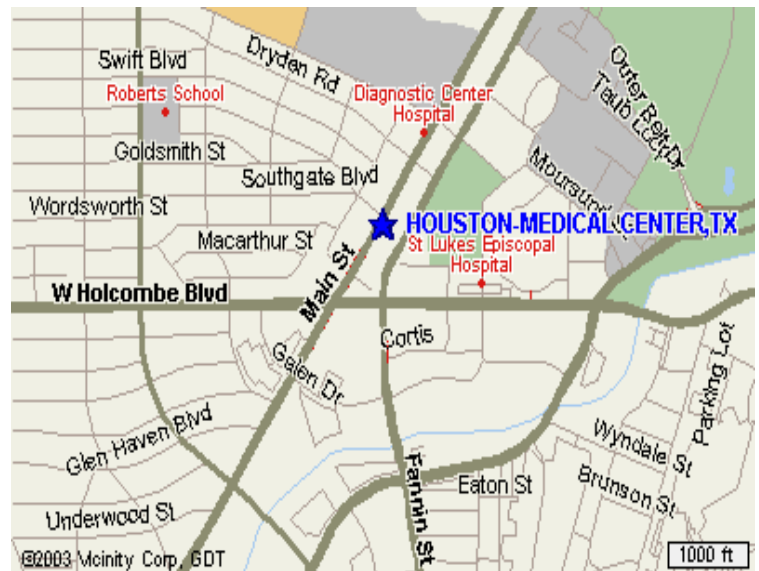 Swift Blvd
Dryden Rd
Outer Belt Dr
Taub Loop
Roberts School
Diagnostic Center
Hospital
Goldsmith St
Southgate Blvd
Moursund
Wordsworth St
Macarthur St
HOUSTON-MEDICAL CENTER,TX
St Lukes Episcopal
Hospital
Main St
W Holcombe Blvd
Cortis
Galen Dr
Parking Lot
Glen Haven Blvd
Wyndale St
Fannin St
Eaton St
Brunson St
Underwood St
©2003 Vicinity Corp, GDT
1000 ft